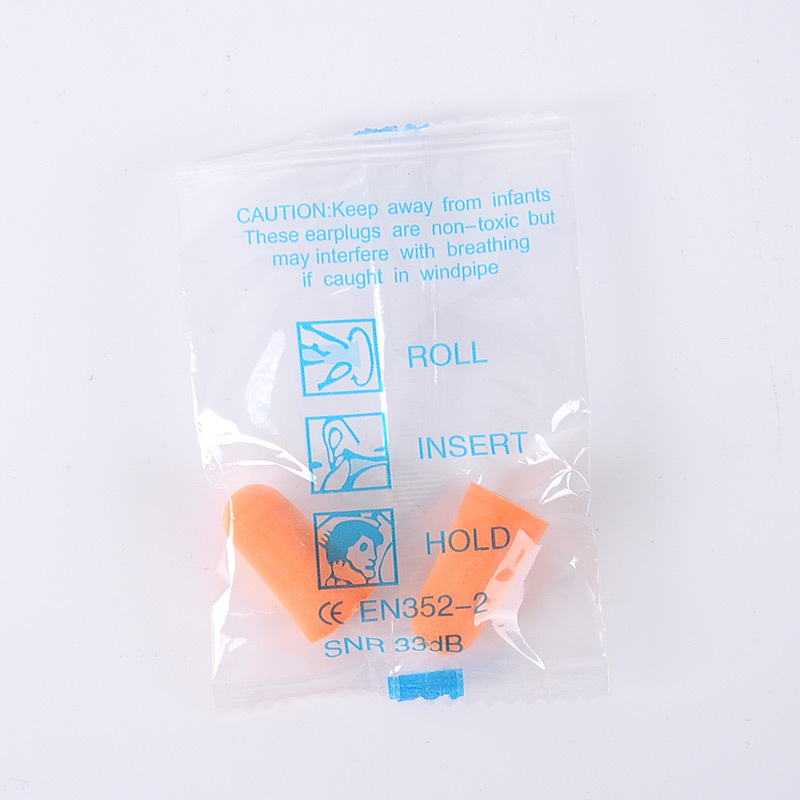 CAUTION:Keep away from infants
These earplugs are non-toxic but
may interfere with breathing
if caught in windpipe
ROLL
INSERT
HOLD
CE EN352-2
SNR 33dB